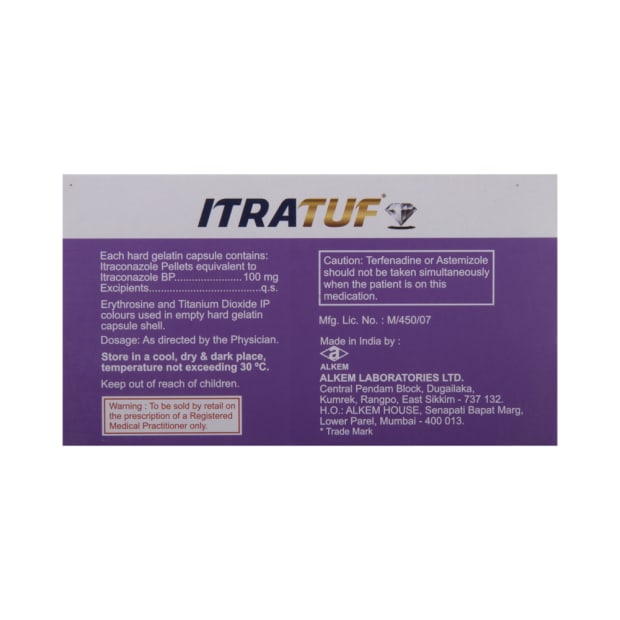 ITRATUF*
Each hard gelatin capsule contains:
Itraconazole Pellets equivalent to
Itraconazole BP......................100 mg
Excipients....................................q.s.
Erythrosine and Titanium Dioxide IP
colours used in empty hard gelatin
capsule shell.
Dosage: As directed by the Physician.
Store in a cool, dry & dark place,
temperature not exceeding 30 ºC.
Keep out of reach of children.
Warning : To be sold by retail on
the prescription of a Registered
Medical Practitioner only.
Caution: Terfenadine or Astemizole
should not be taken simultaneously
when the patient is on this
medication.
Mfg. Lic. No. : M/450/07
Made in India by :
a
ALKEM
ALKEM LABORATORIES LTD.
Central Pendam Block, Dugailaka,
Kumrek, Rangpo, East Sikkim - 737 132.
H.O.: ALKEM HOUSE, Senapati Bapat Marg,
Lower Parel, Mumbai - 400 013.
* Trade Mark